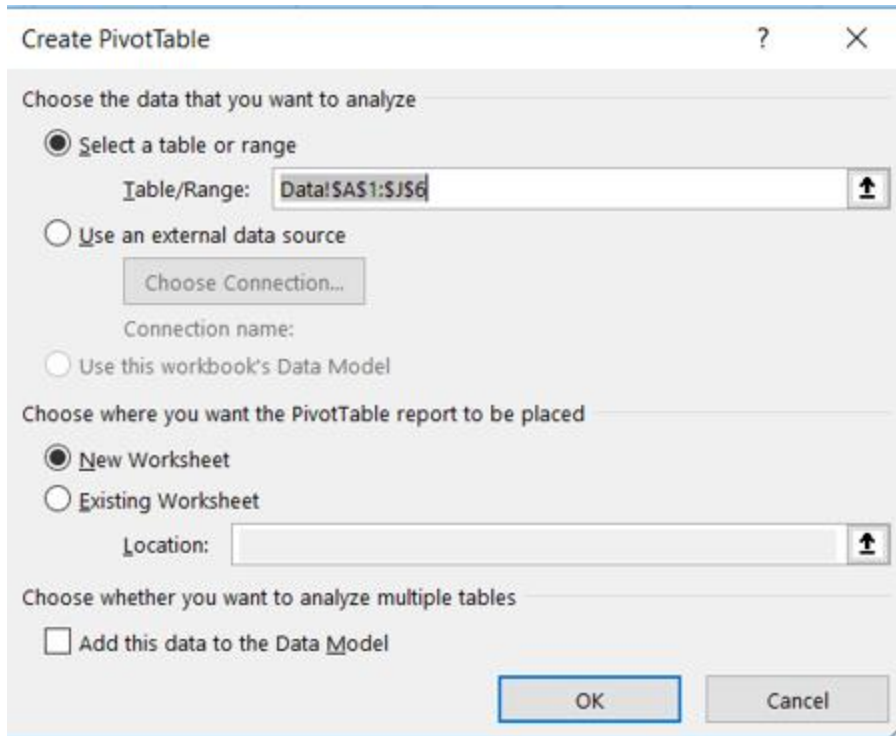 Create PivotTable ?
Choose the data that you want to analyze
Select a table or range
Table/Range: Data!$A$1:$J$6
Use an external data source
Choose Connection...
Connection name:
Use this workbook's Data Model
Choose where you want the PivotTable report to be placed
New Worksheet
Existing Worksheet
Location:
Choose whether you want to analyze multiple tables
Add this data to the Data Model
OK Cancel